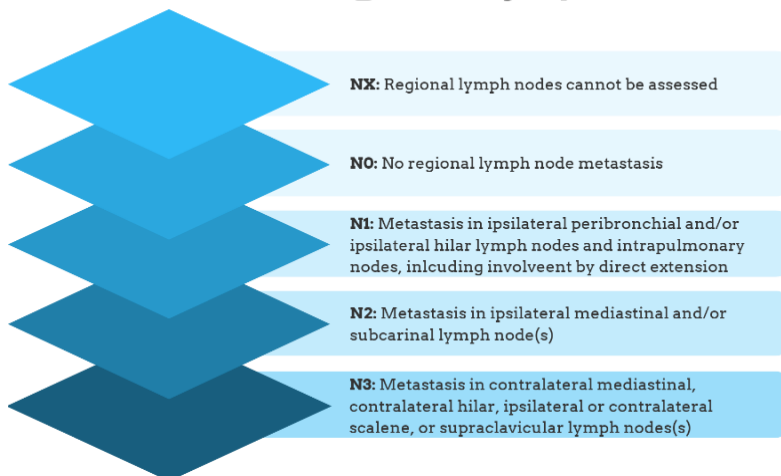 NX: Regional lymph nodes cannot be assessed
N0: No regional lymph node metastasis
N1: Metastasis in ipsilateral peribronchial and/or
ipsilateral hilar lymph nodes and intrapulmonary
nodes, inlcuding involveent by direct extension
N2: Metastasis in ipsilateral mediastinal and/or
subcarinal lymph node(s)
N3: Metastasis in contralateral mediastinal,
contralateral hilar, ipsilateral or contralateral
scalene, or supraclavicular lymph nodes(s)